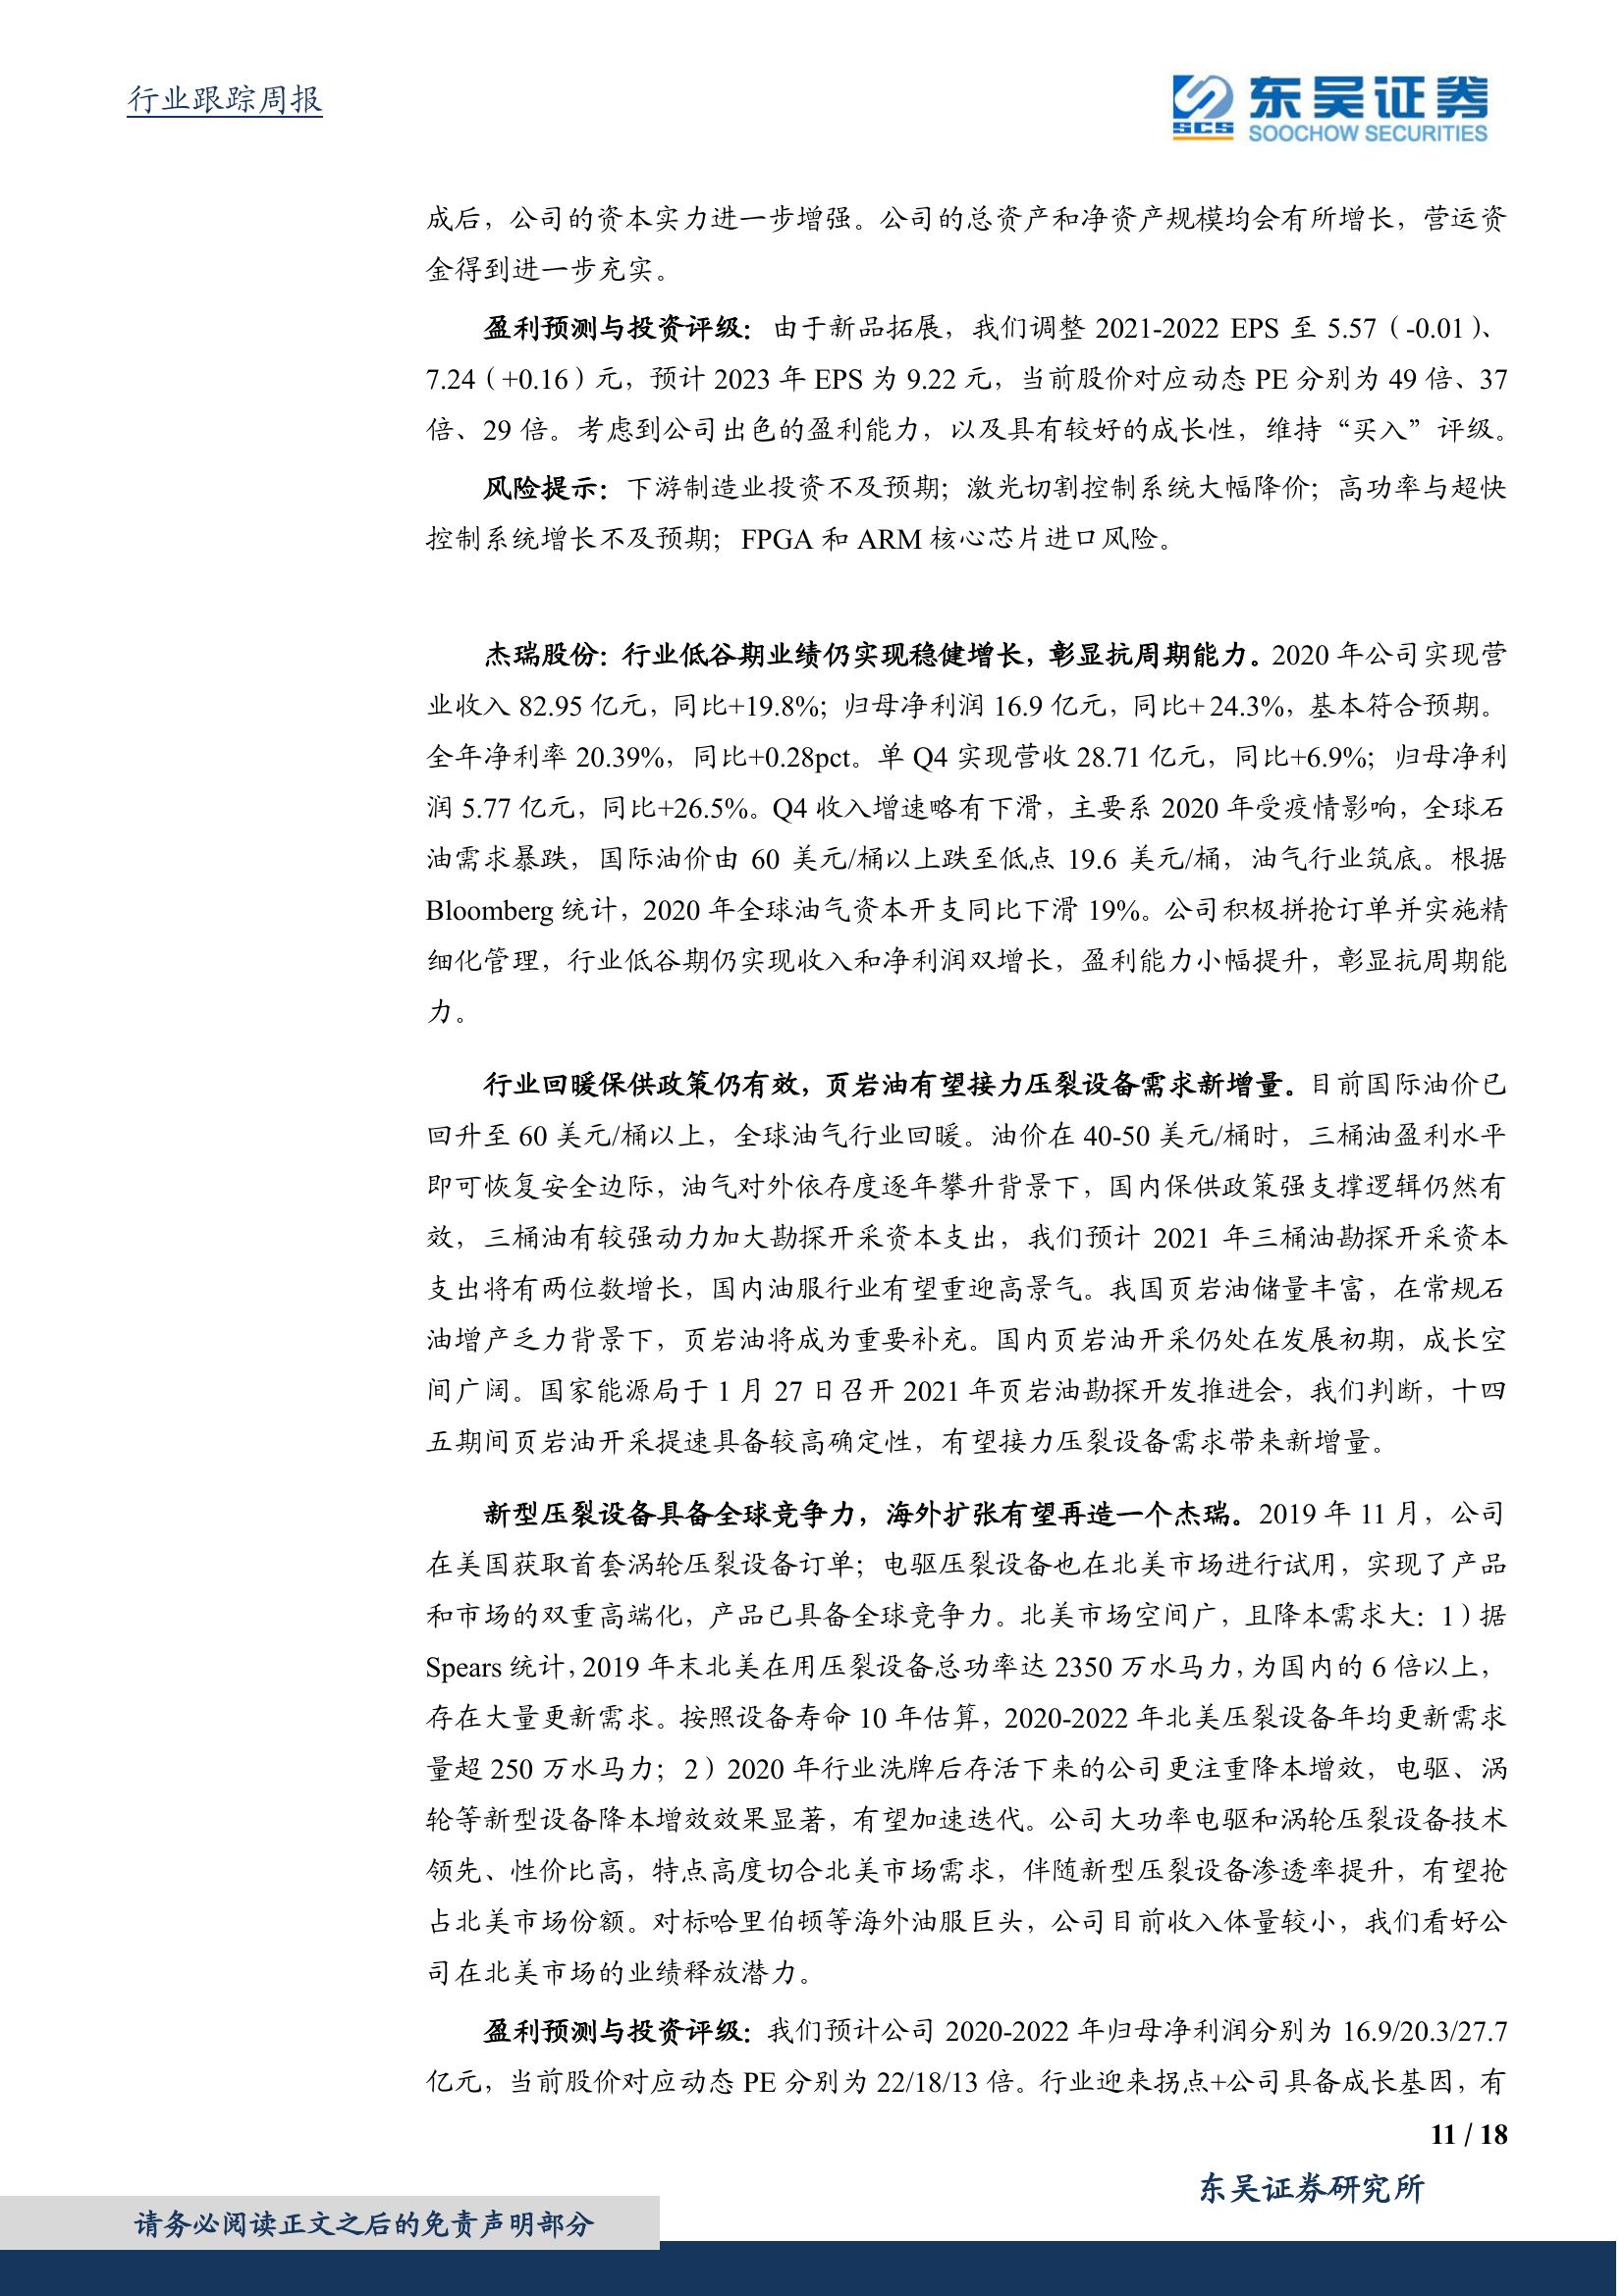 行业跟踪周报
SCS
东吴证券
SOOCHOW SECURITIES
成后，公司的资本实力进一步增强。公司的总资产和净资产规模均会有所增长，营运资
金得到进一步充实。
盈利预测与投资评级：由于新品拓展，我们调整 2021-2022 EPS 至 5.57（-0.01）、
7.24（+0.16）元，预计 2023 年 EPS 为 9.22 元，当前股价对应动态 PE 分别为 49 倍、37
倍、29 倍。考虑到公司出色的盈利能力，以及具有较好的成长性，维持“买入”评级。
风险提示：下游制造业投资不及预期；激光切割控制系统大幅降价；高功率与超快
控制系统增长不及预期；FPGA 和 ARM 核心芯片进口风险。
杰瑞股份：行业低谷期业绩仍实现稳健增长，彰显抗周期能力。2020 年公司实现营
业收入 82.95 亿元，同比+19.8%；归母净利润 16.9 亿元，同比+ 24.3%，基本符合预期。
全年净利率 20.39%，同比+0.28pct。单 Q4 实现营收 28.71 亿元，同比+6.9%；归母净利
润 5.77 亿元，同比+26.5%。Q4 收入增速略有下滑，主要系 2020 年受疫情影响，全球石
油需求暴跌，国际油价由 60 美元/桶以上跌至低点 19.6 美元/桶，油气行业筑底。根据
Bloomberg 统计，2020 年全球油气资本开支同比下滑 19%。公司积极拼抢订单并实施精
细化管理，行业低谷期仍实现收入和净利润双增长，盈利能力小幅提升，彰显抗周期能
力。
行业回暖保供政策仍有效，页岩油有望接力压裂设备需求新增量。目前国际油价已
回升至 60 美元/桶以上，全球油气行业回暖。油价在 40-50 美元/桶时，三桶油盈利水平
即可恢复安全边际，油气对外依存度逐年攀升背景下，国内保供政策强支撑逻辑仍然有
效，三桶油有较强动力加大勘探开采资本支出，我们预计 2021 年三桶油勘探开采资本
支出将有两位数增长，国内油服行业有望重迎高景气。我国页岩油储量丰富，在常规石
油增产乏力背景下，页岩油将成为重要补充。国内页岩油开采仍处在发展初期，成长空
间广阔。国家能源局于 1 月 27 日召开 2021 年页岩油勘探开发推进会，我们判断，十四
五期间页岩油开采提速具备较高确定性，有望接力压裂设备需求带来新增量。
新型压裂设备具备全球竞争力，海外扩张有望再造一个杰瑞。2019 年 11 月，公司
在美国获取首套涡轮压裂设备订单；电驱压裂设备也在北美市场进行试用，实现了产品
和市场的双重高端化，产品已具备全球竞争力。北美市场空间广，且降本需求大：1）据
Spears 统计，2019 年末北美在用压裂设备总功率达 2350 万水马力，为国内的 6 倍以上，
存在大量更新需求。按照设备寿命 10 年估算，2020-2022 年北美压裂设备年均更新需求
量超 250 万水马力；2）2020 年行业洗牌后存活下来的公司更注重降本增效，电驱、涡
轮等新型设备降本增效效果显著，有望加速迭代。公司大功率电驱和涡轮压裂设备技术
领先、性价比高，特点高度切合北美市场需求，伴随新型压裂设备渗透率提升，有望抢
占北美市场份额。对标哈里伯顿等海外油服巨头，公司目前收入体量较小，我们看好公
司在北美市场的业绩释放潜力。
盈利预测与投资评级：我们预计公司 2020-2022 年归母净利润分别为 16.9/20.3/27.7
亿元，当前股价对应动态 PE 分别为 22/18/13 倍。行业迎来拐点+公司具备成长基因，有
11 / 18
东吴证券研究所
请务必阅读正文之后的免责声明部分